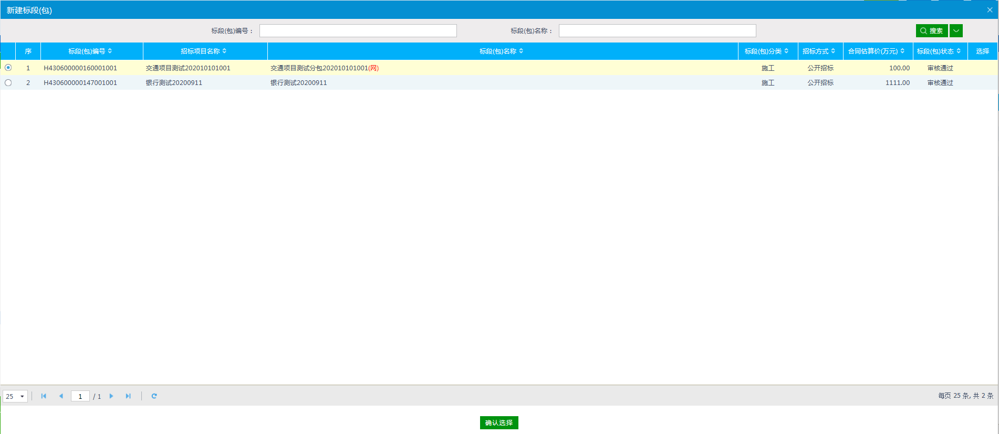 新建标段(包)
标段(包)编号： 标段(包)名称： 搜索
序 标段(包)编号 招标项目名称 标段(包)名称 标段(包)分类 招标方式 合同估算价(万元) 标段(包)状态 选择
1 H430600000160001001 交通项目测试202010101001 交通项目测试分包202010101001(网) 施工 公开招标 100.00 审核通过
2 H430600000147001001 银行测试20200911 银行测试20200911 施工 公开招标 1111.00 审核通过
25 1 / 1 每页 25 条, 共 2 条
确认选择